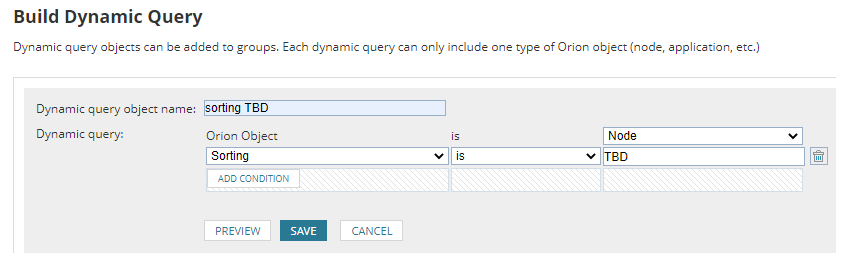 Build Dynamic Query
Dynamic query objects can be added to groups. Each dynamic query can only include one type of Orion object (node, application, etc.)
Dynamic query object name: sorting TBD
Dynamic query: Orion Object is Node
Sorting is TBD
ADD CONDITION
PREVIEW SAVE CANCEL